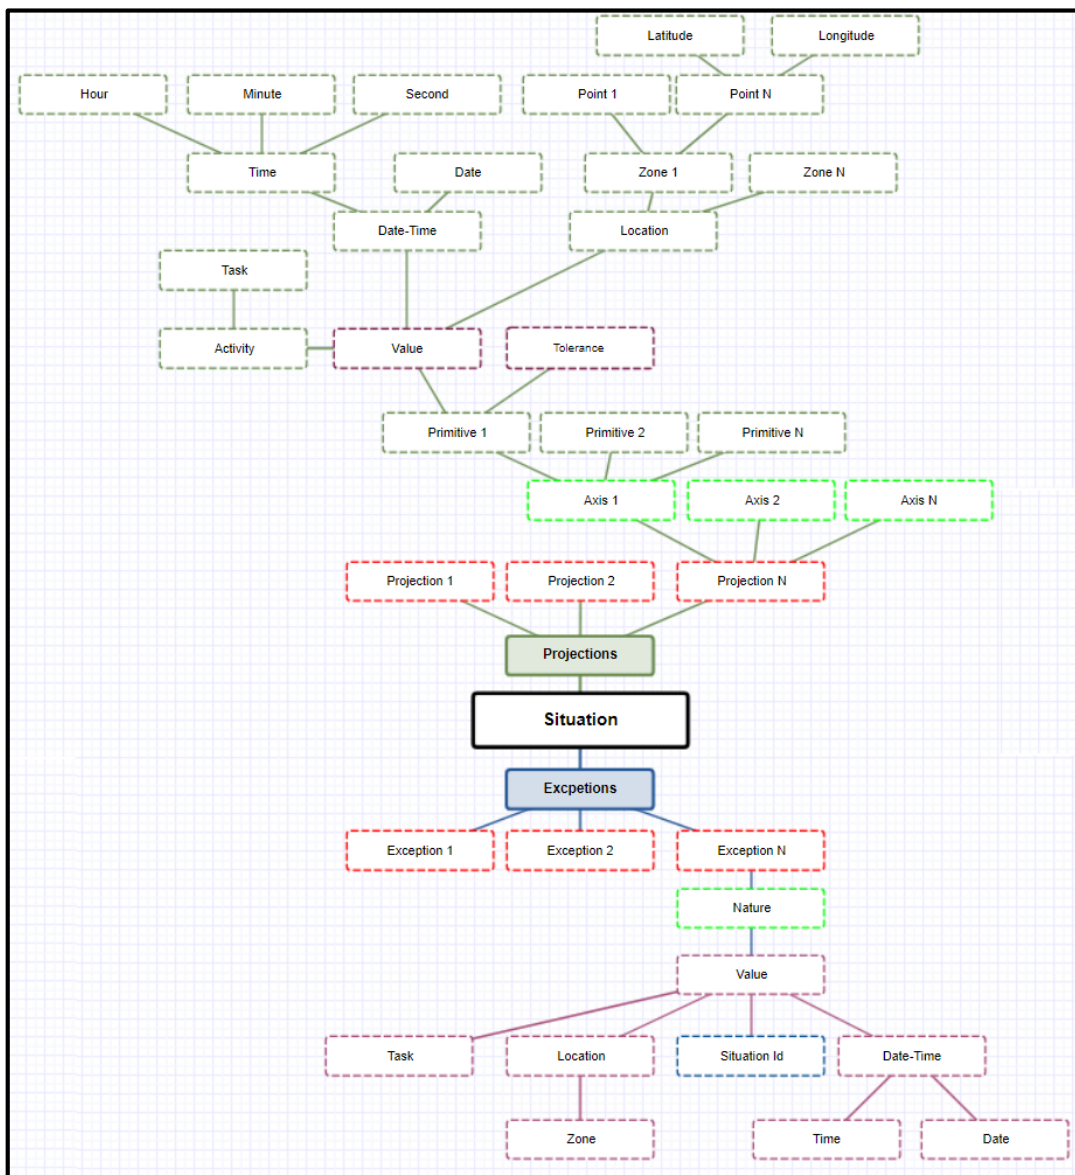 Latitude
Longitude
Hour
Minute
Second
Point 1
Point N
Time
Date
Zone 1
Zone N
Date-Time
Location
Task
Activity
Value
Tolerance
Primitive 1
Primitive 2
Primitive N
Axis 1
Axis 2
Axis N
Projection 1
Projection 2
Projection N
Projections
Situation
Excpetions
Exception 1
Exception 2
Exception N
Nature
Value
Task
Location
Situation Id
Date-Time
Zone
Time
Date